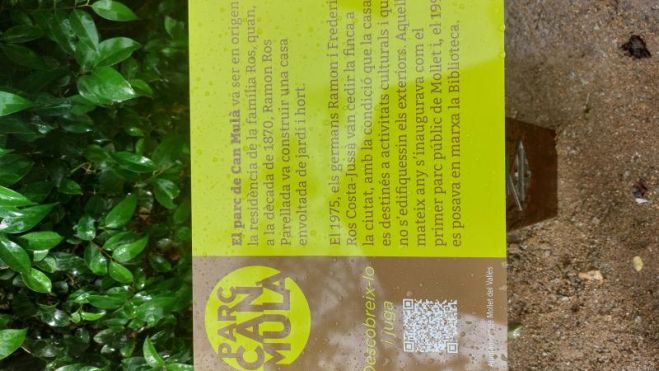 El parc de Can Mulà va ser en origen
la residència de la família Ros, quan,
a la dècada de 1870, Ramon Ros
Parellada va construir una casa
envoltada de jardí i hort.
El 1975, els germans Ramon i Frederi
Ros Costa-Jussà van cedir la finca a
la ciutat, amb la condició que la casa
es destinés a activitats culturals i qu
no s'edifiquessin els exteriors. Aquell
mateix any s'inaugurava com el
primer parc públic de Mollet i, el 199
es posava en marxa la Biblioteca.
PARC
CAN
MULÀ
Descobreix-lo
i juga
Mollet del Vallès